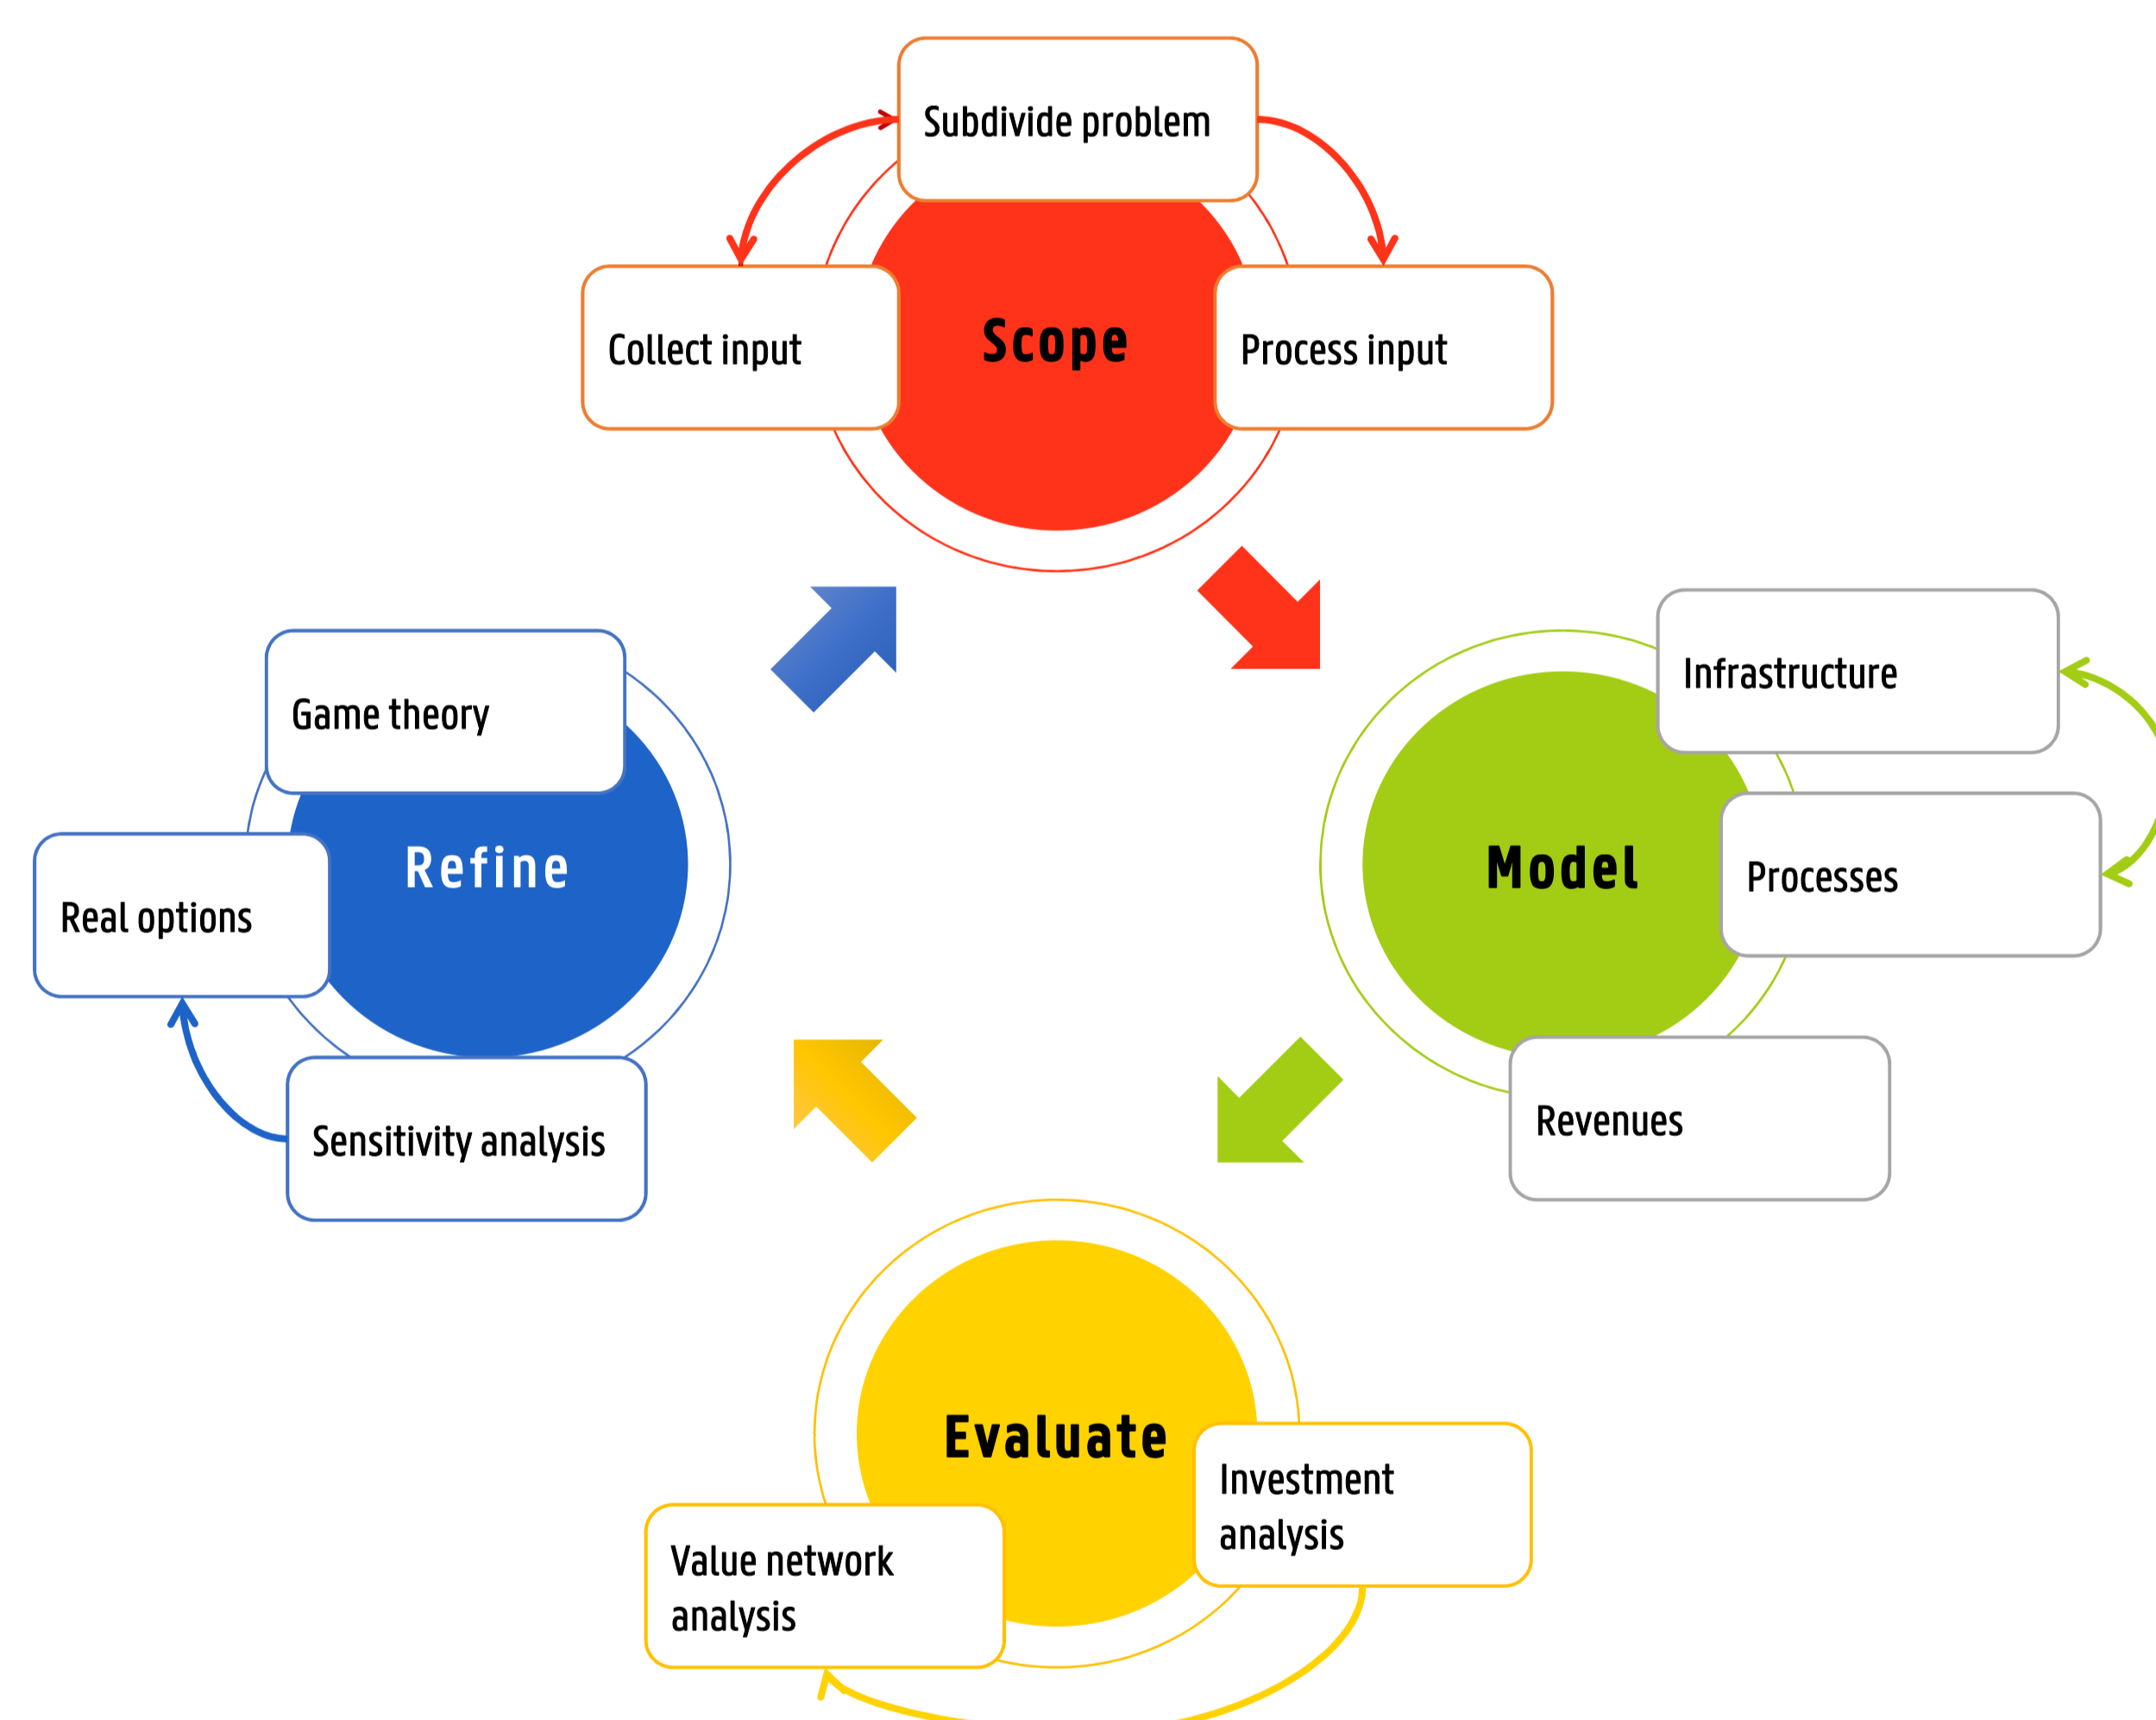 Subdivide problem
Collect input
Scope
Process input
Infrastructure
Game theory
Model
Processes
Refine
Real options
Revenues
Sensitivity analysis
Evaluate
Investment
analysis
Value network
analysis